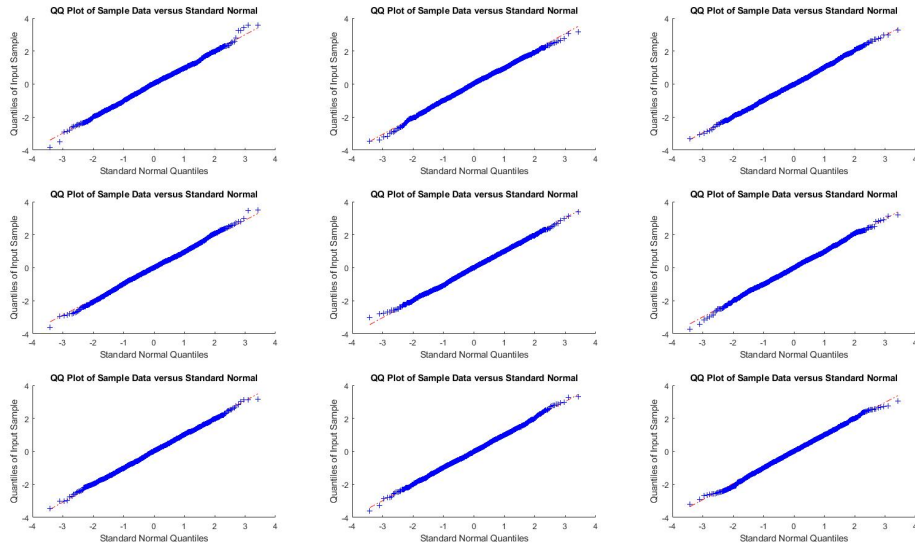 QQ Plot of Sample Data versus Standard Normal
Quantiles of Input Sample
4
2
0
-2
-4
-4 -3 -2 -1 0 1 2 3 4
Standard Normal Quantiles
QQ Plot of Sample Data versus Standard Normal
Quantiles of Input Sample
4
2
0
-2
-4
-4 -3 -2 -1 0 1 2 3 4
Standard Normal Quantiles
QQ Plot of Sample Data versus Standard Normal
Quantiles of Input Sample
4
2
0
-2
-4
-4 -3 -2 -1 0 1 2 3 4
Standard Normal Quantiles
QQ Plot of Sample Data versus Standard Normal
Quantiles of Input Sample
4
2
0
-2
-4
-4 -3 -2 -1 0 1 2 3 4
Standard Normal Quantiles
QQ Plot of Sample Data versus Standard Normal
Quantiles of Input Sample
4
2
0
-2
-4
-4 -3 -2 -1 0 1 2 3 4
Standard Normal Quantiles
QQ Plot of Sample Data versus Standard Normal
Quantiles of Input Sample
4
2
0
-2
-4
-4 -3 -2 -1 0 1 2 3 4
Standard Normal Quantiles
QQ Plot of Sample Data versus Standard Normal
Quantiles of Input Sample
4
2
0
-2
-4
-4 -3 -2 -1 0 1 2 3 4
Standard Normal Quantiles
QQ Plot of Sample Data versus Standard Normal
Quantiles of Input Sample
4
2
0
-2
-4
-4 -3 -2 -1 0 1 2 3 4
Standard Normal Quantiles
QQ Plot of Sample Data versus Standard Normal
Quantiles of Input Sample
4
2
0
-2
-4
-4 -3 -2 -1 0 1 2 3 4
Standard Normal Quantiles